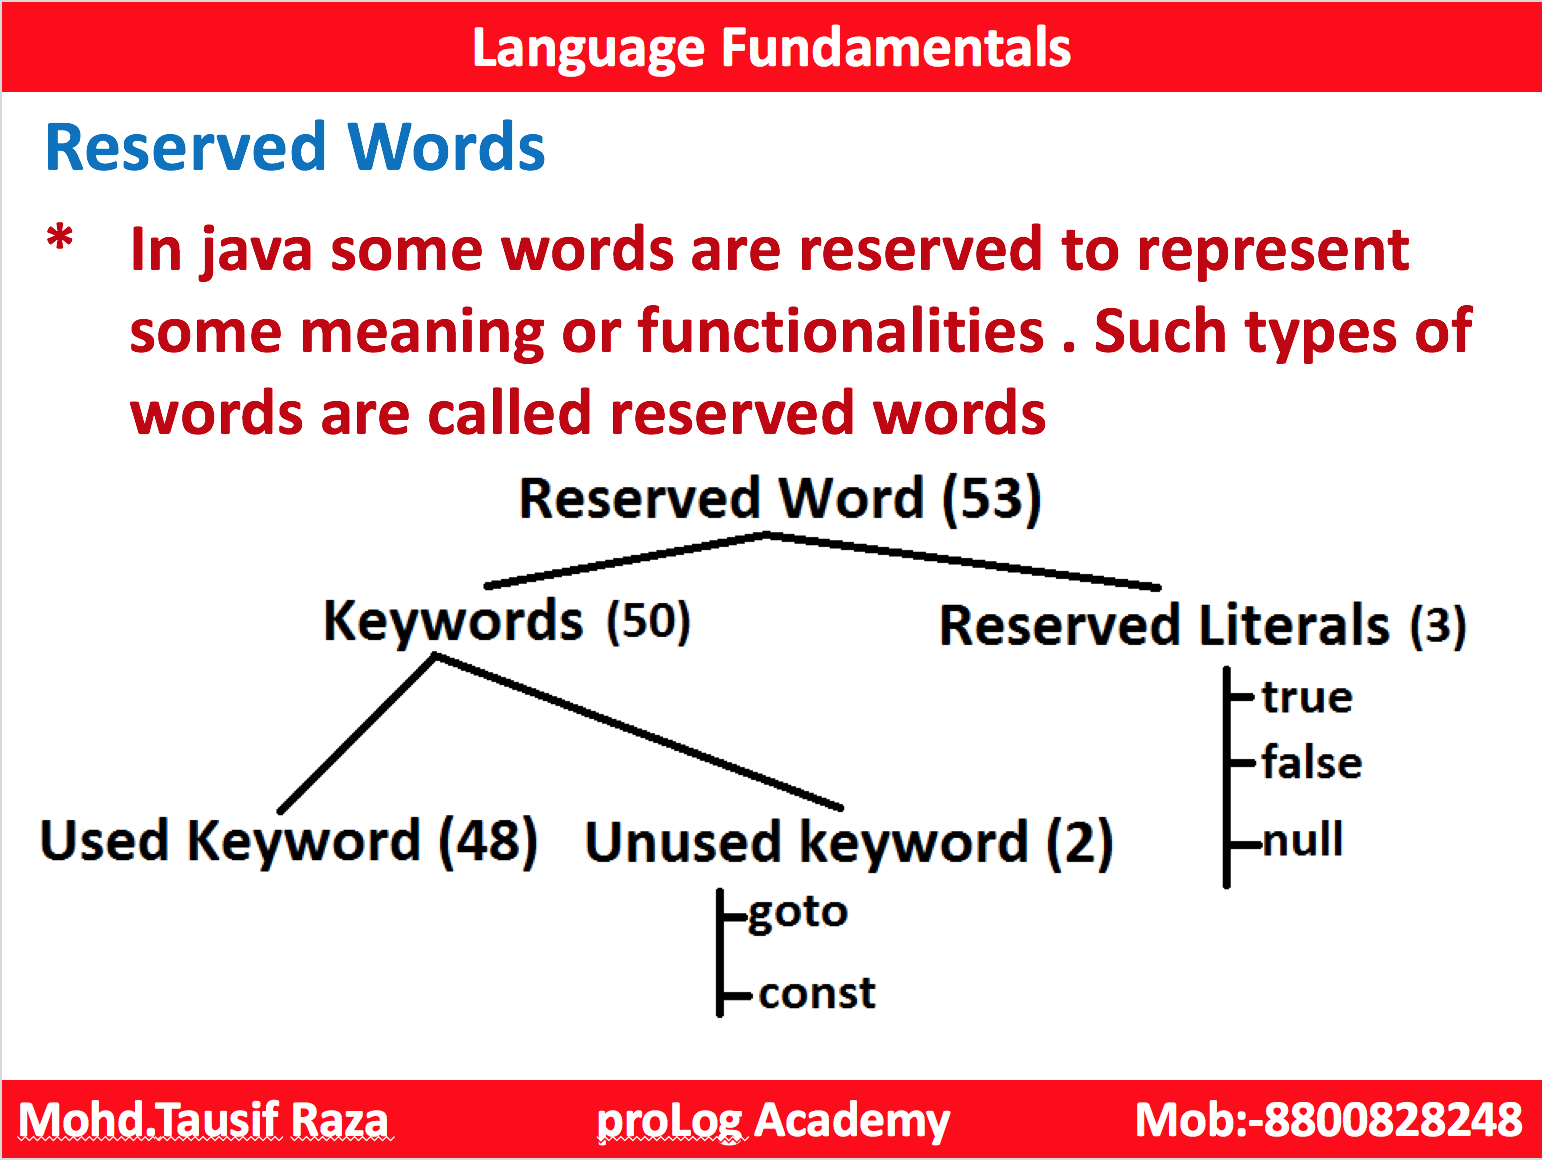 Language Fundamentals
Reserved Words
* In java some words are reserved to represent
some meaning or functionalities . Such types of
words are called reserved words
Reserved Word (53)
Keywords (50)
Reserved Literals (3)
true
false
null
Used Keyword (48)
Unused keyword (2)
goto
const
Mohd.Tausif Raza
proLog Academy
Mob:-8800828248